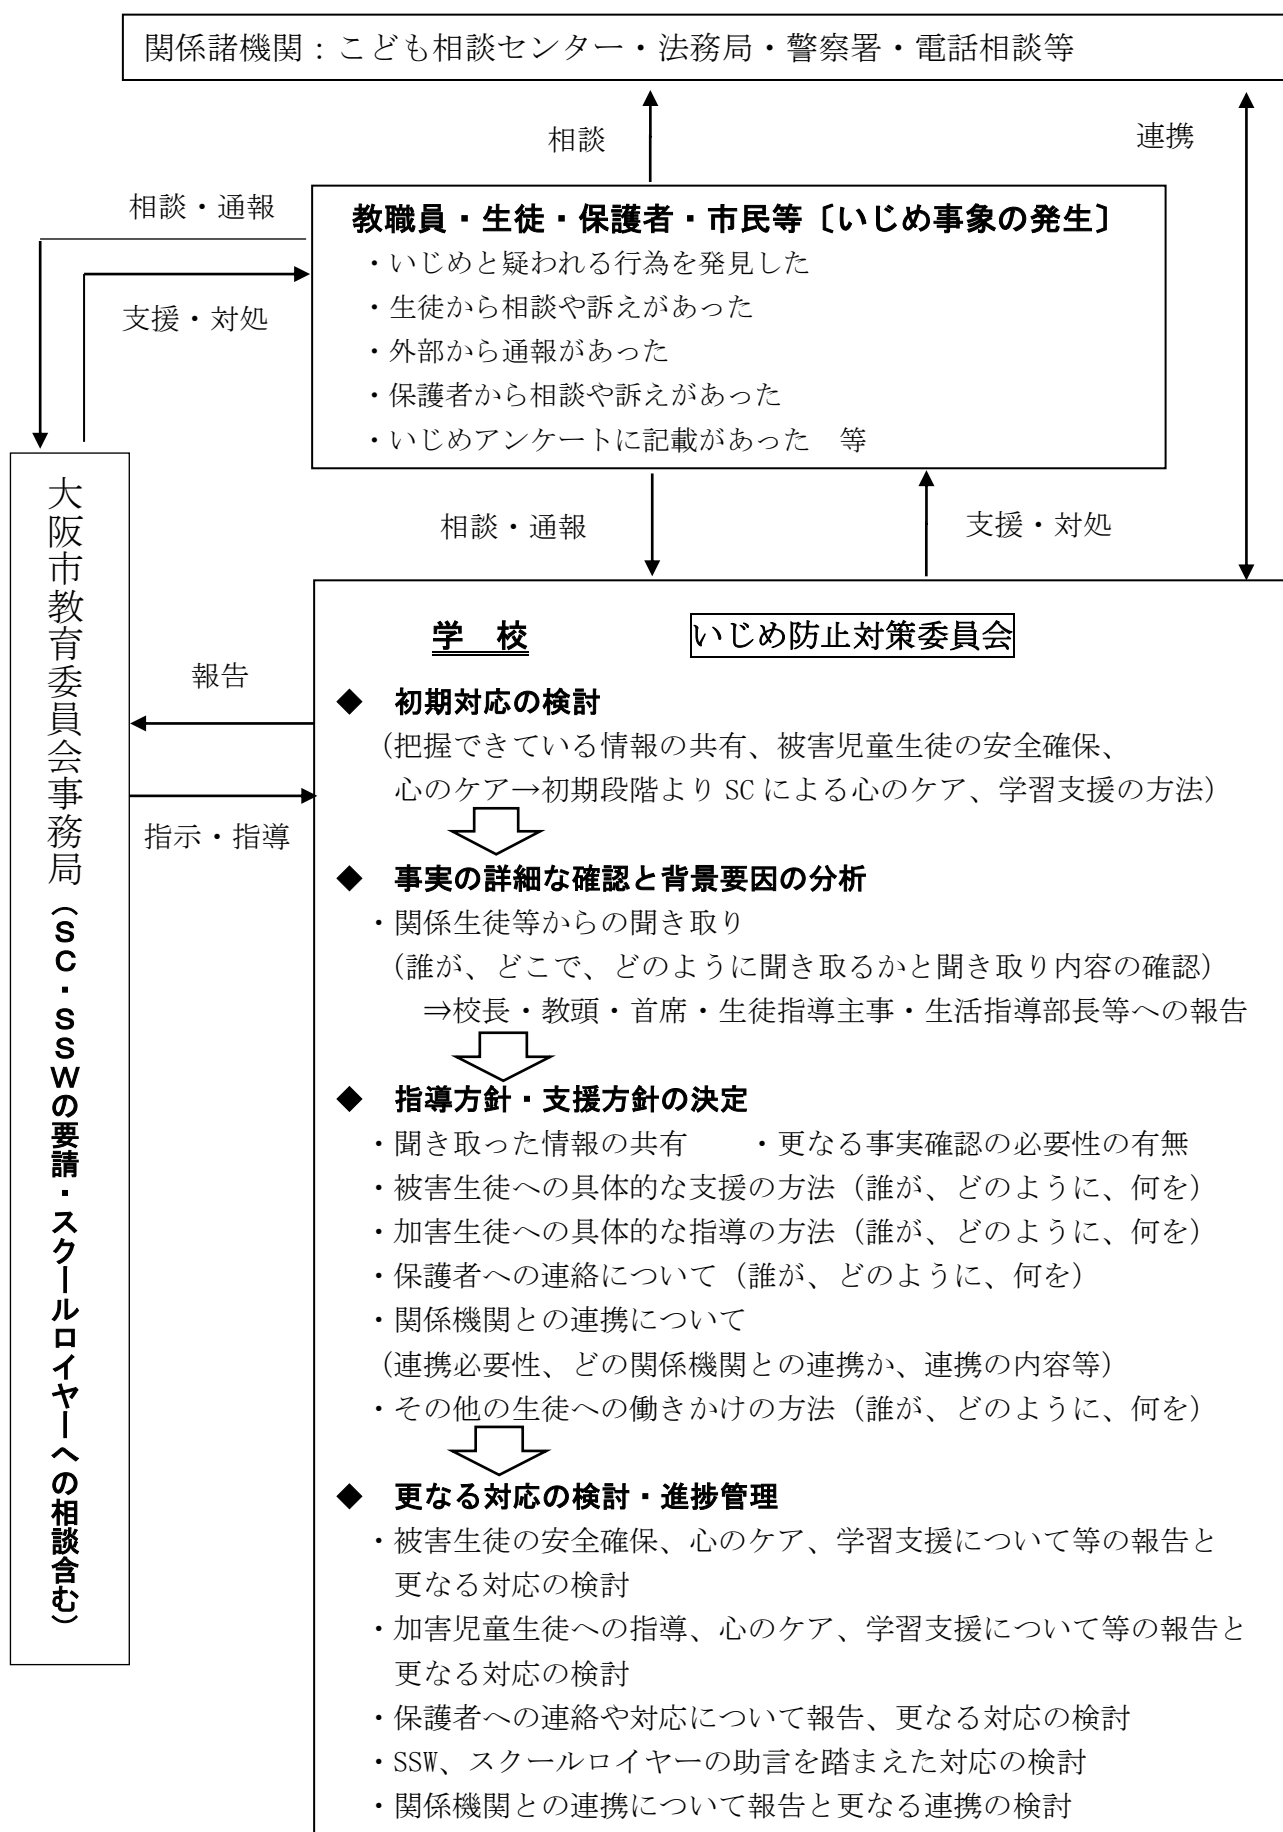 関係諸機関：こども相談センター・法務局・警察署・電話相談等
相談
連携
相談・通報
教職員・生徒・保護者・市民等〔いじめ事象の発生〕
・いじめと疑われる行為を発見した
・生徒から相談や訴えがあった
・外部から通報があった
・保護者から相談や訴えがあった
・いじめアンケートに記載があった　等
支援・対処
相談・通報
支援・対処
大阪市教育委員会事務局（SC・SSWの要請・スクールロイヤーへの相談含む）
報告
指示・指導
学　校　いじめ防止対策委員会
◆　初期対応の検討
(把握できている情報の共有、被害児童生徒の安全確保、
心のケア→初期段階より SC による心のケア、学習支援の方法)
◆　事実の詳細な確認と背景要因の分析
・関係生徒等からの聞き取り
(誰が、どこで、どのように聞き取るかと聞き取り内容の確認)
⇒校長・教頭・首席・生徒指導主事・生活指導部長等への報告
◆　指導方針・支援方針の決定
・聞き取った情報の共有　　・更なる事実確認の必要性の有無
・被害生徒への具体的な支援の方法（誰が、どのように、何を）
・加害生徒への具体的な指導の方法（誰が、どのように、何を）
・保護者への連絡について（誰が、どのように、何を）
・関係機関との連携について
(連携必要性、どの関係機関との連携か、連携の内容等)
・その他の生徒への働きかけの方法（誰が、どのように、何を）
◆　更なる対応の検討・進捗管理
・被害生徒の安全確保、心のケア、学習支援について等の報告と
更なる対応の検討
・加害児童生徒への指導、心のケア、学習支援について等の報告と
更なる対応の検討
・保護者への連絡や対応について報告、更なる対応の検討
・SSW、スクールロイヤーの助言を踏まえた対応の検討
・関係機関との連携について報告と更なる連携の検討